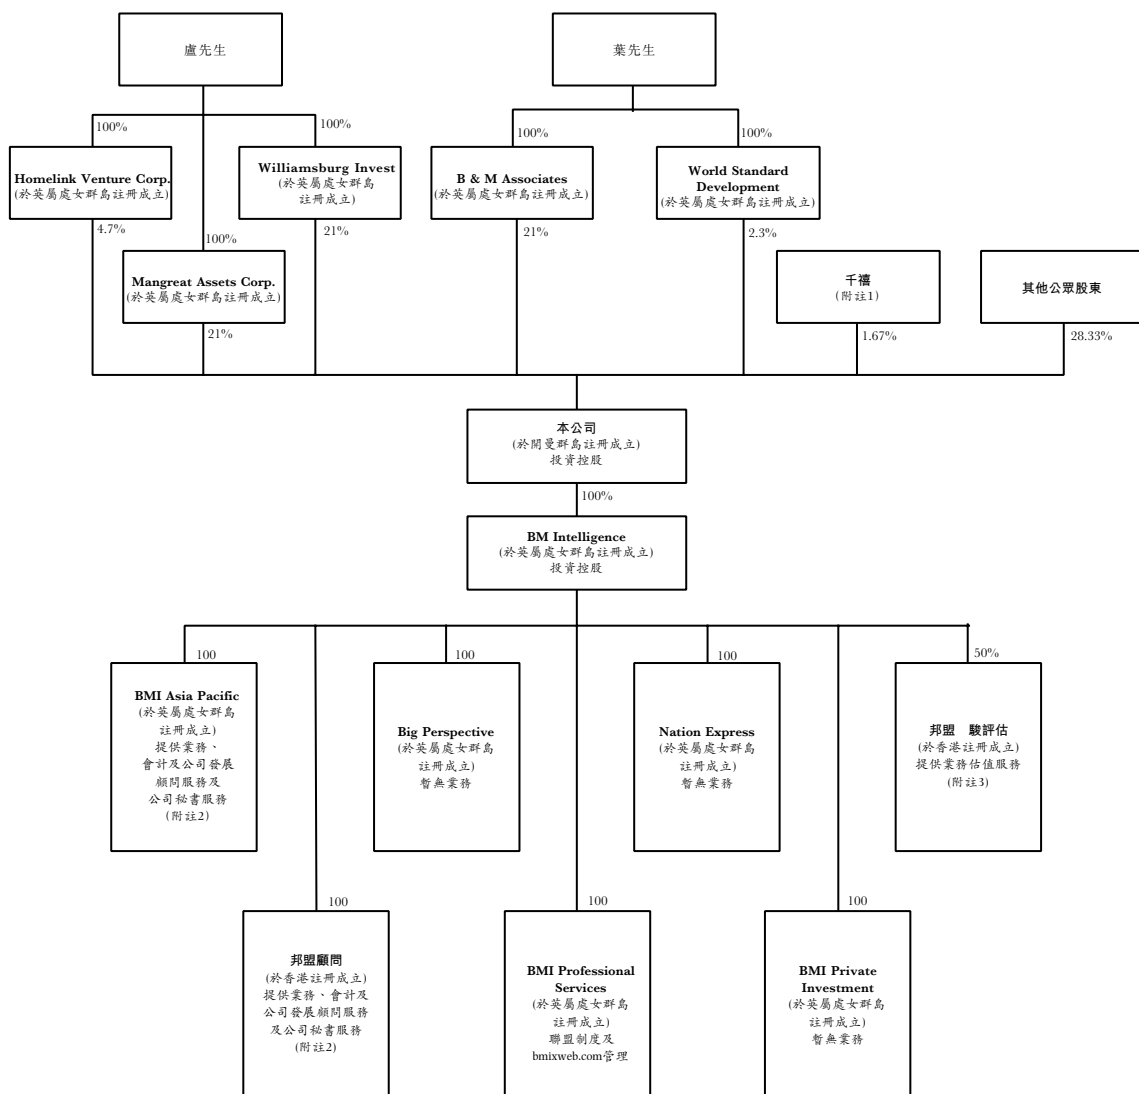 盧先生
葉先生
100%
100%
100%
100%
Homelink Venture Corp.
(於英屬處女群島註冊成立)
Williamsburg Invest
(於英屬處女群島
註冊成立)
B & M Associates
(於英屬處女群島註冊成立)
World Standard
Development
(於英屬處女群島註冊成立)
4.7%
100%
21%
21%
2.3%
Mangreat Assets Corp.
(於英屬處女群島註冊成立)
千禧
(附註1)
其他公眾股東
21%
1.67%
28.33%
本公司
(於開曼群島註冊成立)
投資控股
100%
BM Intelligence
(於英屬處女群島註冊成立)
投資控股
100
100
100
50%
BMI Asia Pacific
(於英屬處女群島
註冊成立)
提供業務、
會計及公司發展
顧問服務及
公司秘書服務
(附註2)
Big Perspective
(於英屬處女群島
註冊成立)
暫無業務
Nation Express
(於英屬處女群島
註冊成立)
暫無業務
邦盟　駿評估
(於香港註冊成立)
提供業務估值服務
(附註3)
100
100
100
邦盟顧問
(於香港註冊成立)
提供業務、會計及
公司發展顧問服務
及公司秘書服務
(附註2)
BMI Professional
Services
(於英屬處女群島
註冊成立)
聯盟制度及
bmixweb.com管理
BMI Private
Investment
(於英屬處女群島
註冊成立)
暫無業務